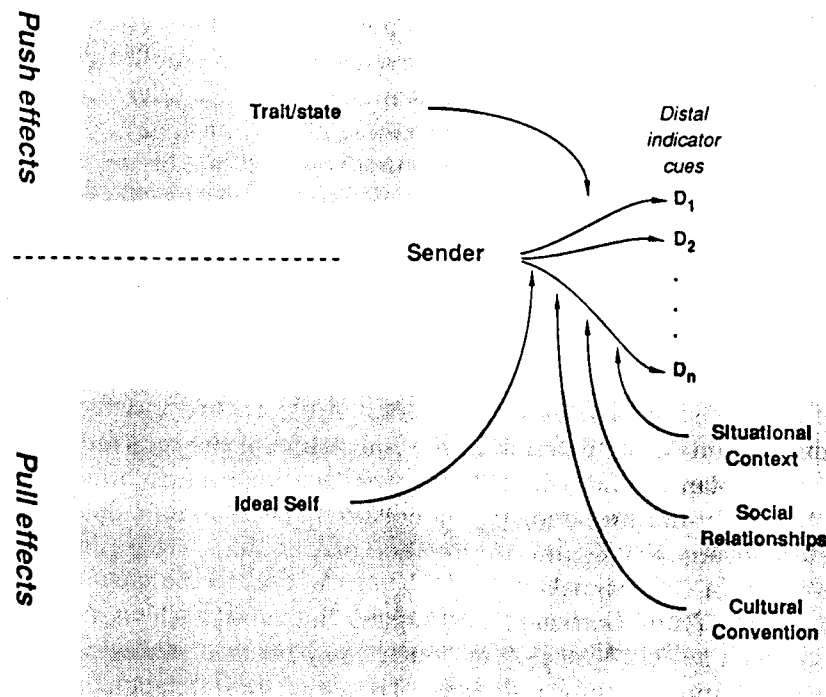 Push effects
Trait/state
Distal
indicator
cues
D1
D2
Sender
.
.
.
Dn
Situational
Context
Pull effects
Ideal Self
Social
Relationships
Cultural
Convention